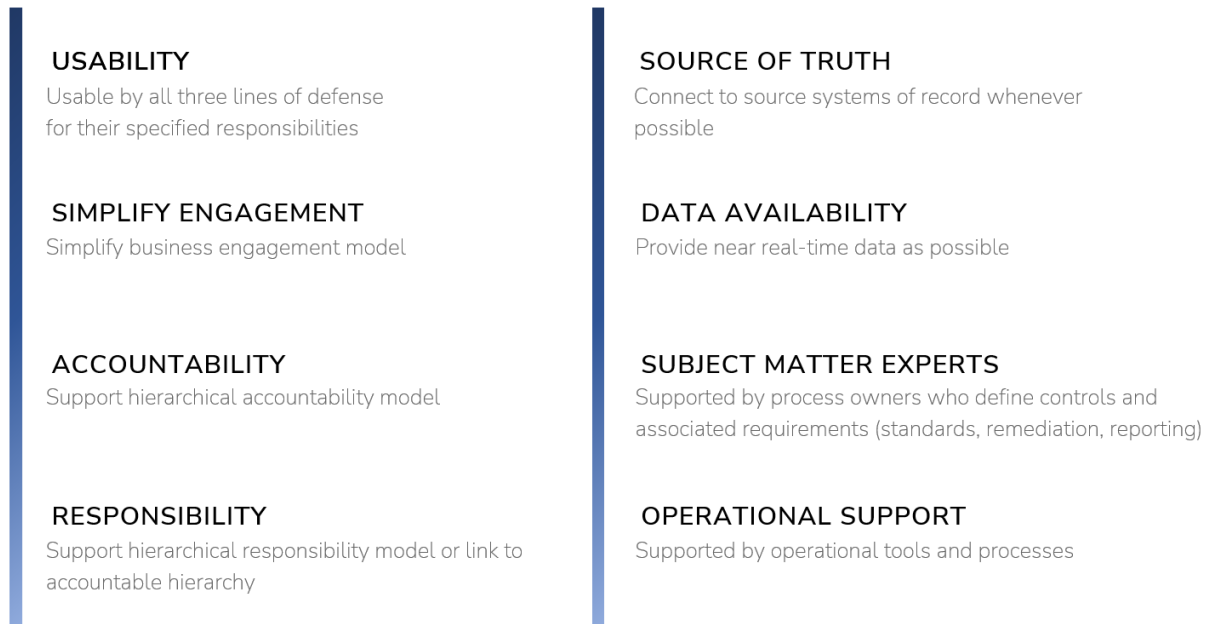 USABILITY
Usable by all three lines of defense
for their specified responsibilities
SIMPLIFY ENGAGEMENT
Simplify business engagement model
ACCOUNTABILITY
Support hierarchical accountability model
RESPONSIBILITY
Support hierarchical responsibility model or link to
accountable hierarchy
SOURCE OF TRUTH
Connect to source systems of record whenever
possible
DATA AVAILABILITY
Provide near real-time data as possible
SUBJECT MATTER EXPERTS
Supported by process owners who define controls and
associated requirements (standards, remediation, reporting)
OPERATIONAL SUPPORT
Supported by operational tools and processes